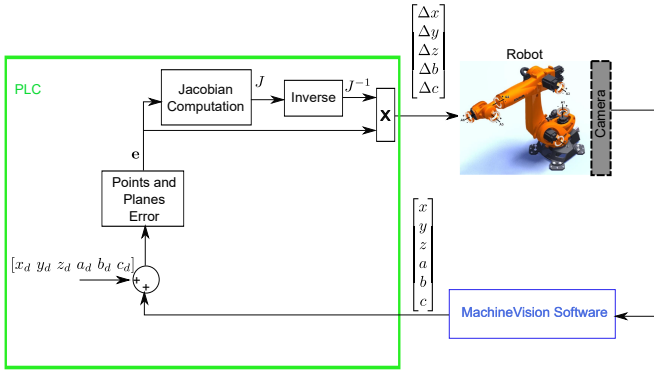 PLC
Jacobian
Computation
J
Inverse
J⁻¹
X
Δx
Δy
Δz
Δb
Δc
Robot
Camera
e
Points and
Planes
Error
[x_d y_d z_d a_d b_d c_d]
+
+
x
y
z
a
b
c
MachineVision Software